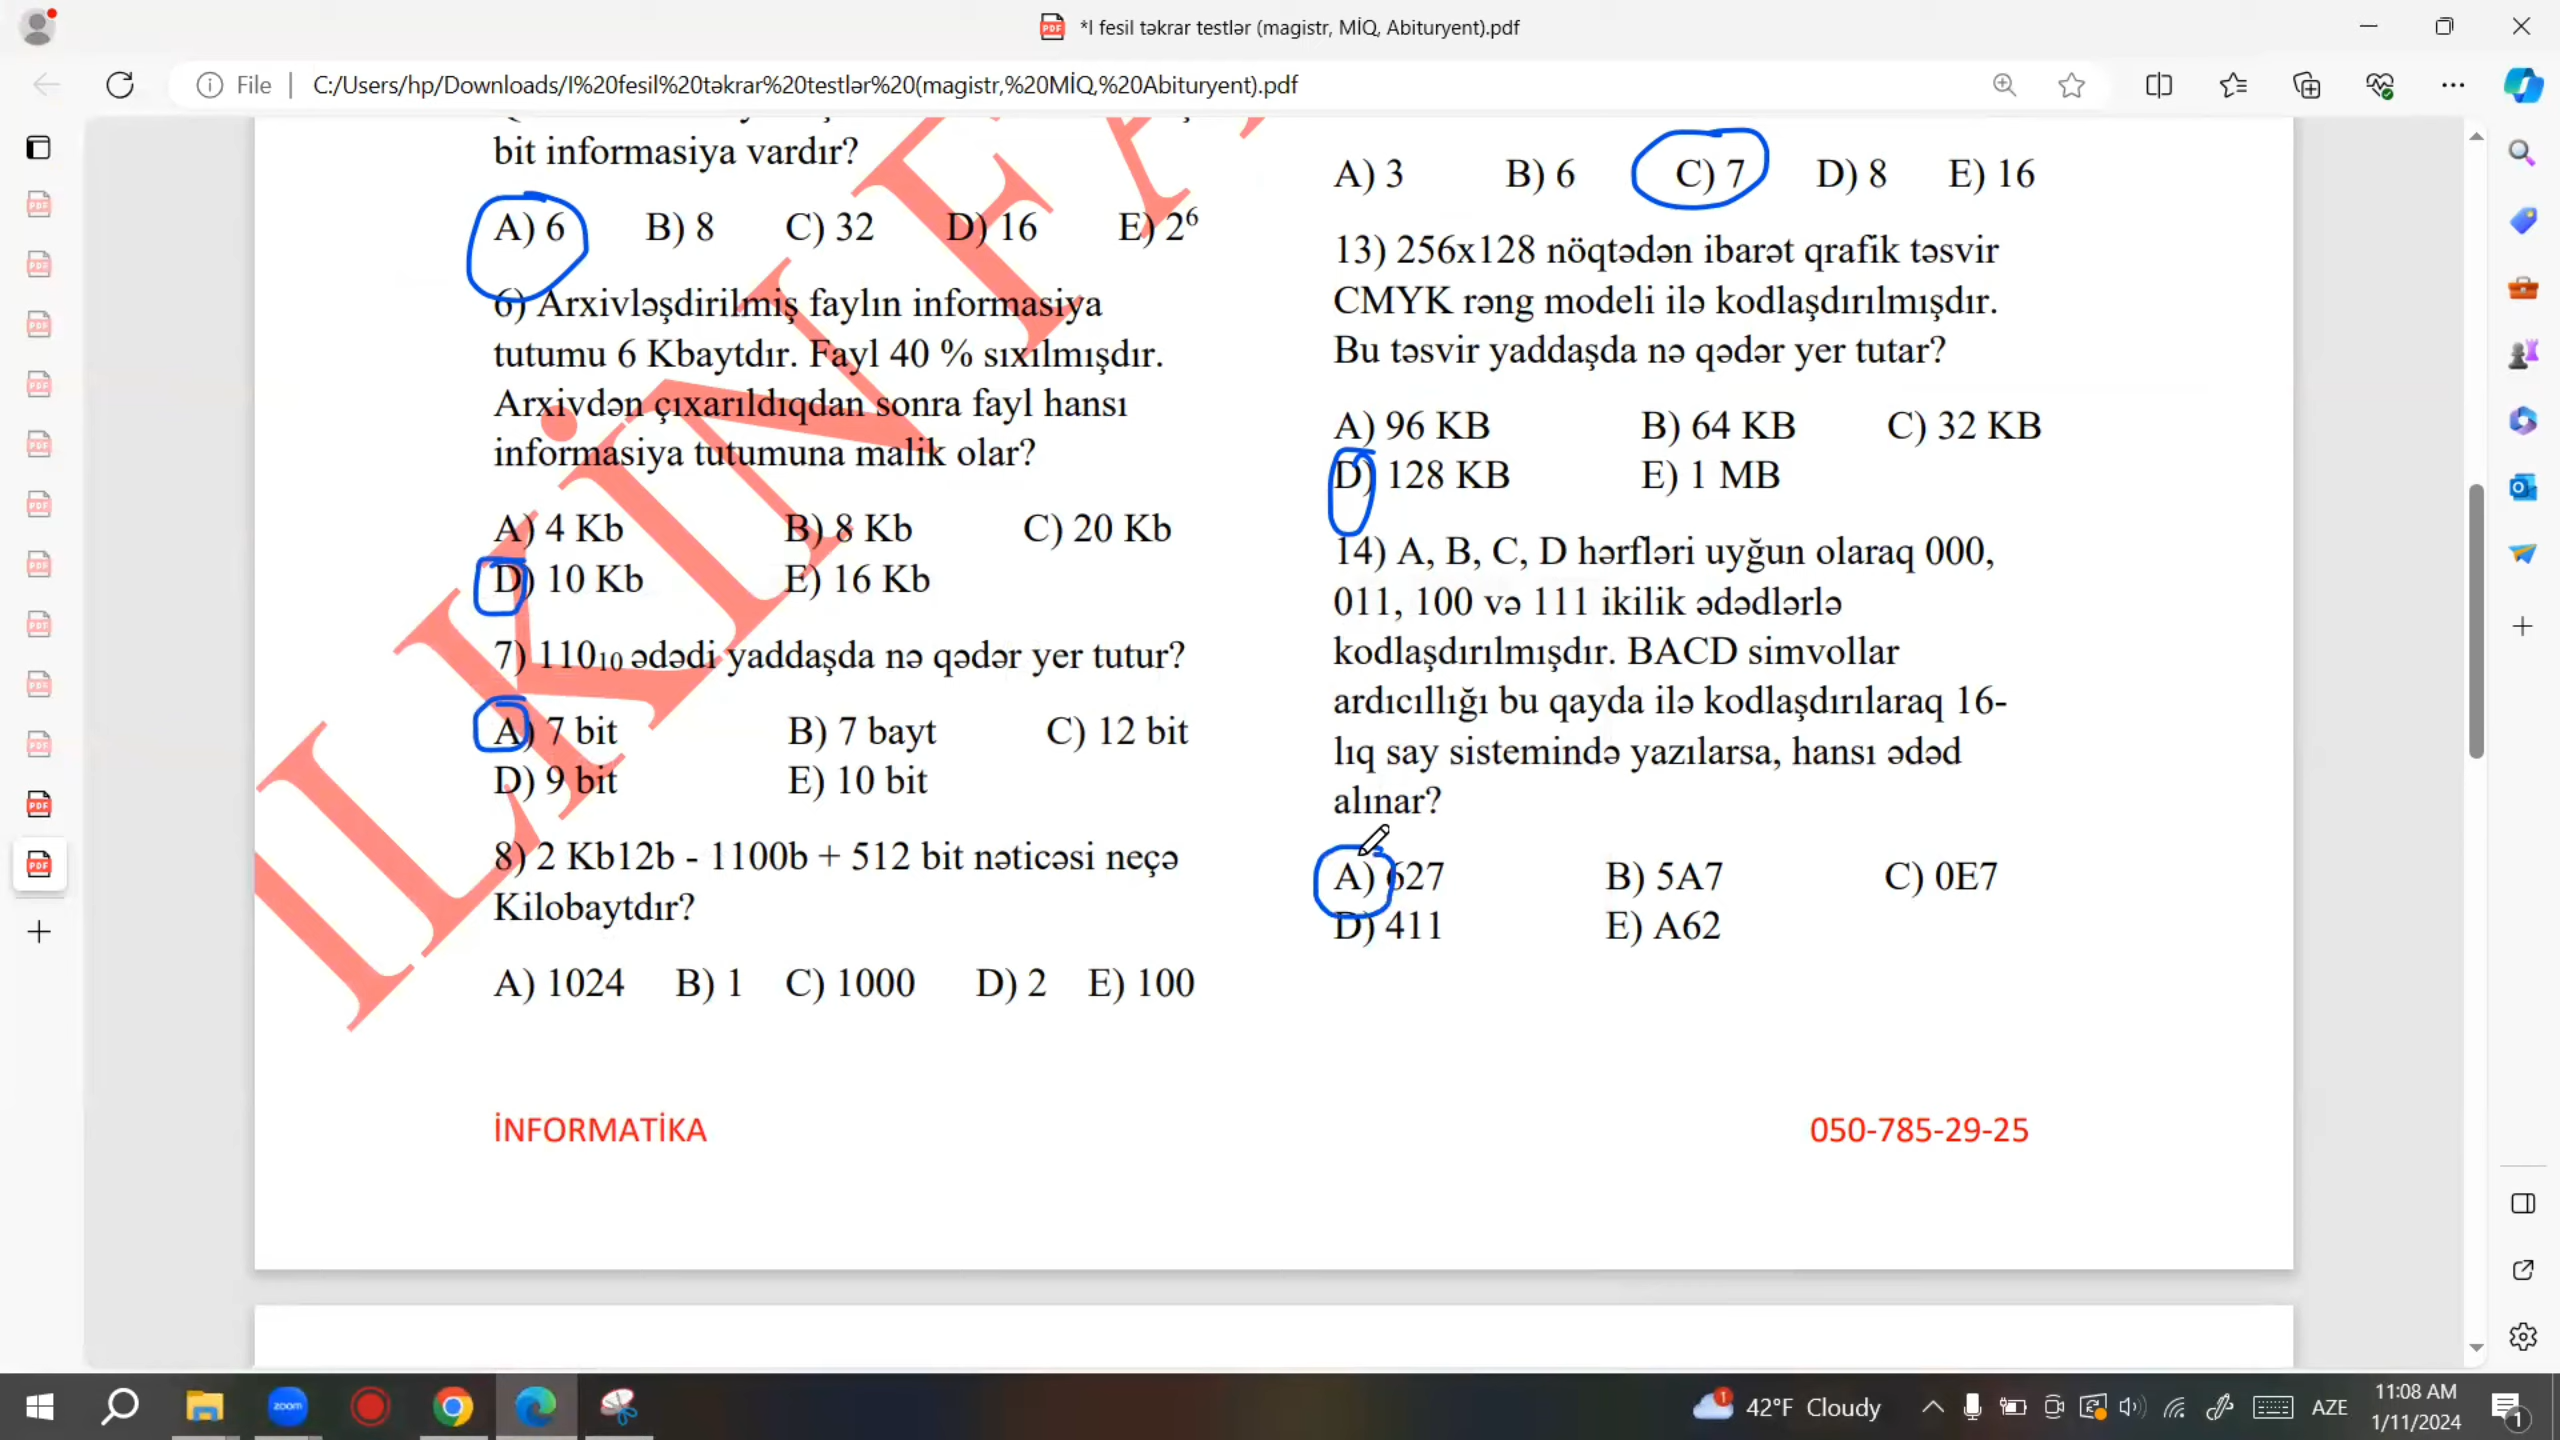 *I fesil təkrar testlər (magistr, MİQ, Abituryent).pdf
File | C:/Users/hp/Downloads/I%20fesil%20təkrar%20testlər%20(magistr,%20MİQ,%20Abituryent).pdf
bit informasiya vardır?
A) 6 B) 8 C) 32 D) 16 E) 2⁶
6) Arxivləşdirilmiş faylın informasiya
tutumu 6 Kbaytdır. Fayl 40 % sıxılmışdır.
Arxivdən çıxarıldıqdan sonra fayl hansı
informasiya tutumuna malik olar?
A) 4 Kb B) 8 Kb C) 20 Kb
D) 10 Kb E) 16 Kb
7) 110₁₀ ədədi yaddaşda nə qədər yer tutur?
A) 7 bit B) 7 bayt C) 12 bit
D) 9 bit E) 10 bit
8) 2 Kb12b - 1100b + 512 bit nəticəsi neçə
Kilobaytdır?
A) 1024 B) 1 C) 1000 D) 2 E) 100
A) 3 B) 6 C) 7 D) 8 E) 16
13) 256x128 nöqtədən ibarət qrafik təsvir
CMYK rəng modeli ilə kodlaşdırılmışdır.
Bu təsvir yaddaşda nə qədər yer tutar?
A) 96 KB B) 64 KB C) 32 KB
D) 128 KB E) 1 MB
14) A, B, C, D hərfləri uyğun olaraq 000,
011, 100 və 111 ikilik ədədlərlə
kodlaşdırılmışdır. BACD simvollar
ardıcıllığı bu qayda ilə kodlaşdırılaraq 16-
lıq say sistemində yazılarsa, hansı ədəd
alınar?
A) 627 B) 5A7 C) 0E7
D) 411 E) A62
İLKİN FA
İNFORMATİKA 050-785-29-25
zoom
1 42°F Cloudy AZE 11:08 AM 1
1/11/2024